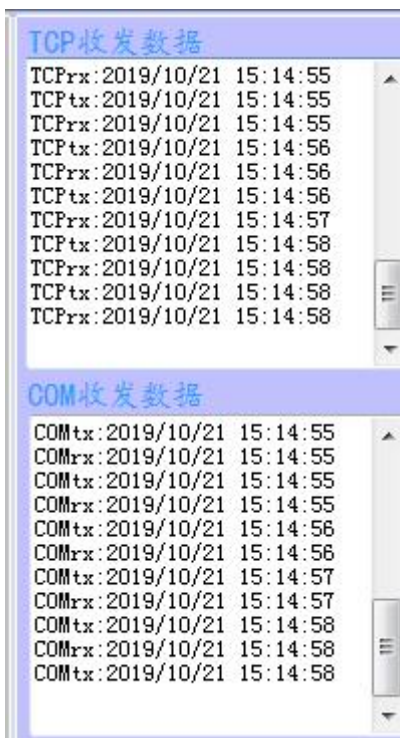 TCP收发数据
TCPrx:2019/10/21 15:14:55
TCPtx:2019/10/21 15:14:55
TCPrx:2019/10/21 15:14:55
TCPtx:2019/10/21 15:14:56
TCPrx:2019/10/21 15:14:56
TCPtx:2019/10/21 15:14:56
TCPrx:2019/10/21 15:14:57
TCPtx:2019/10/21 15:14:58
TCPrx:2019/10/21 15:14:58
TCPtx:2019/10/21 15:14:58
TCPrx:2019/10/21 15:14:58
COM收发数据
COMtx:2019/10/21 15:14:55
COMrx:2019/10/21 15:14:55
COMtx:2019/10/21 15:14:55
COMrx:2019/10/21 15:14:55
COMtx:2019/10/21 15:14:56
COMrx:2019/10/21 15:14:56
COMtx:2019/10/21 15:14:57
COMrx:2019/10/21 15:14:57
COMtx:2019/10/21 15:14:58
COMrx:2019/10/21 15:14:58
COMtx:2019/10/21 15:14:58